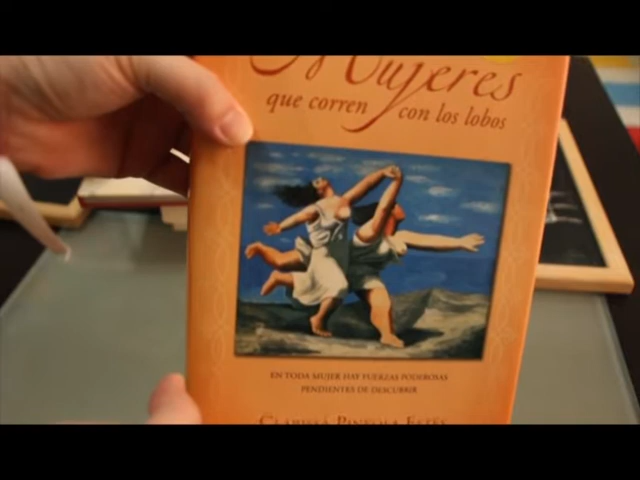 Mujeres
que corren con los lobos
EN TODA MUJER HAY FUERZAS PODEROSAS
PENDIENTES DE DESCUBRIR
CLARISSA PINKOLA ESTÉS